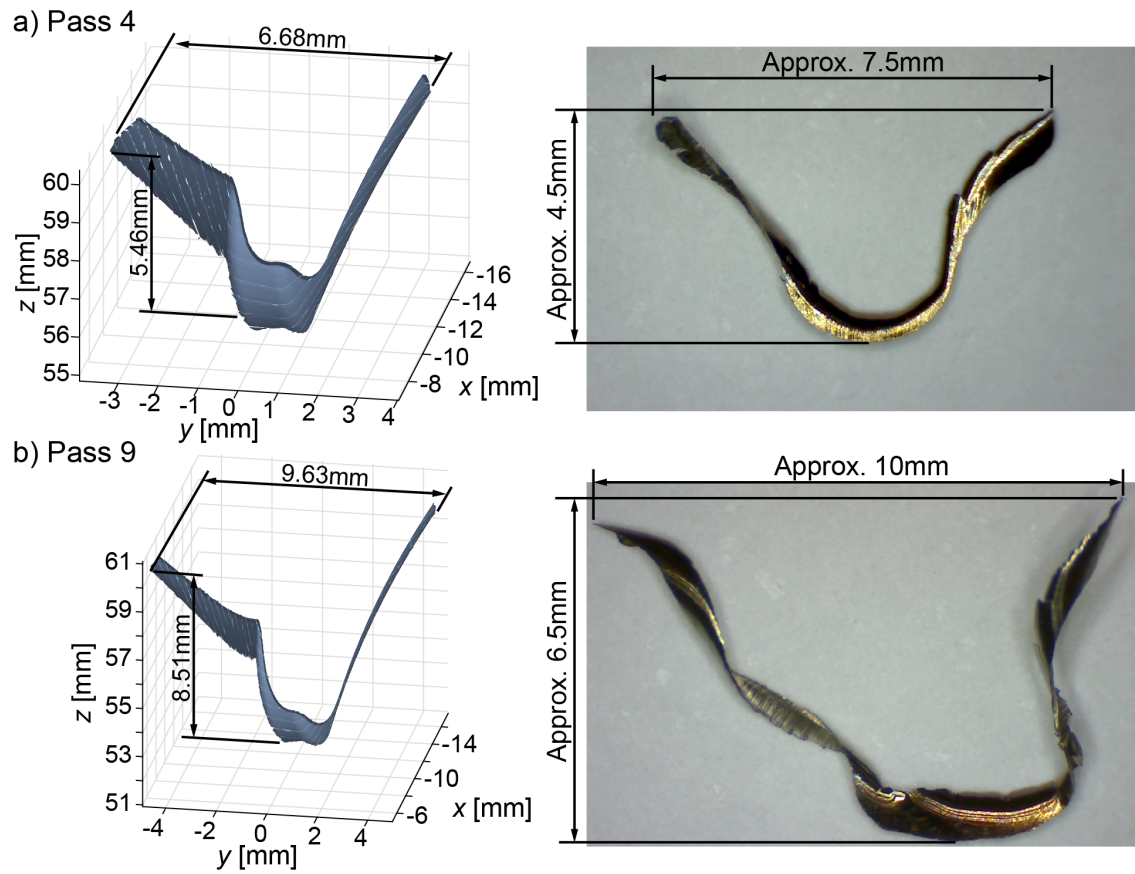 a) Pass 4
6.68mm
5.46mm
z [mm]
60
59
58
57
56
55
-3
-2
-1
0
1
2
3
4
y [mm]
-16
-14
-12
-10
-8
x [mm]
Approx. 7.5mm
Approx. 4.5mm
b) Pass 9
9.63mm
8.51mm
z [mm]
61
59
57
55
53
51
-4
-2
0
2
4
y [mm]
-14
-10
-6
x [mm]
Approx. 10mm
Approx. 6.5mm